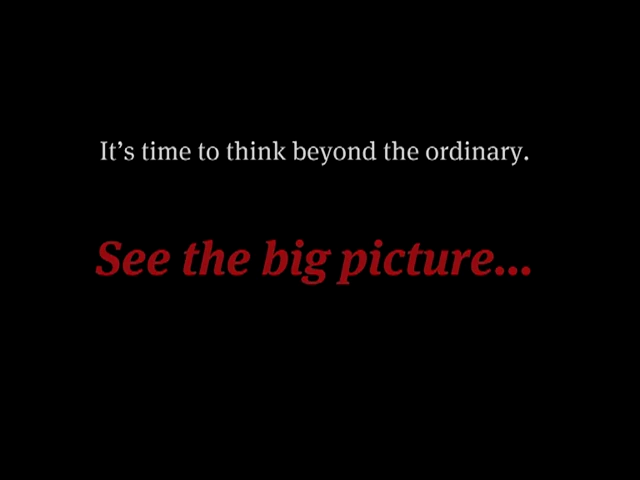 It’s time to think beyond the ordinary.
See the big picture...